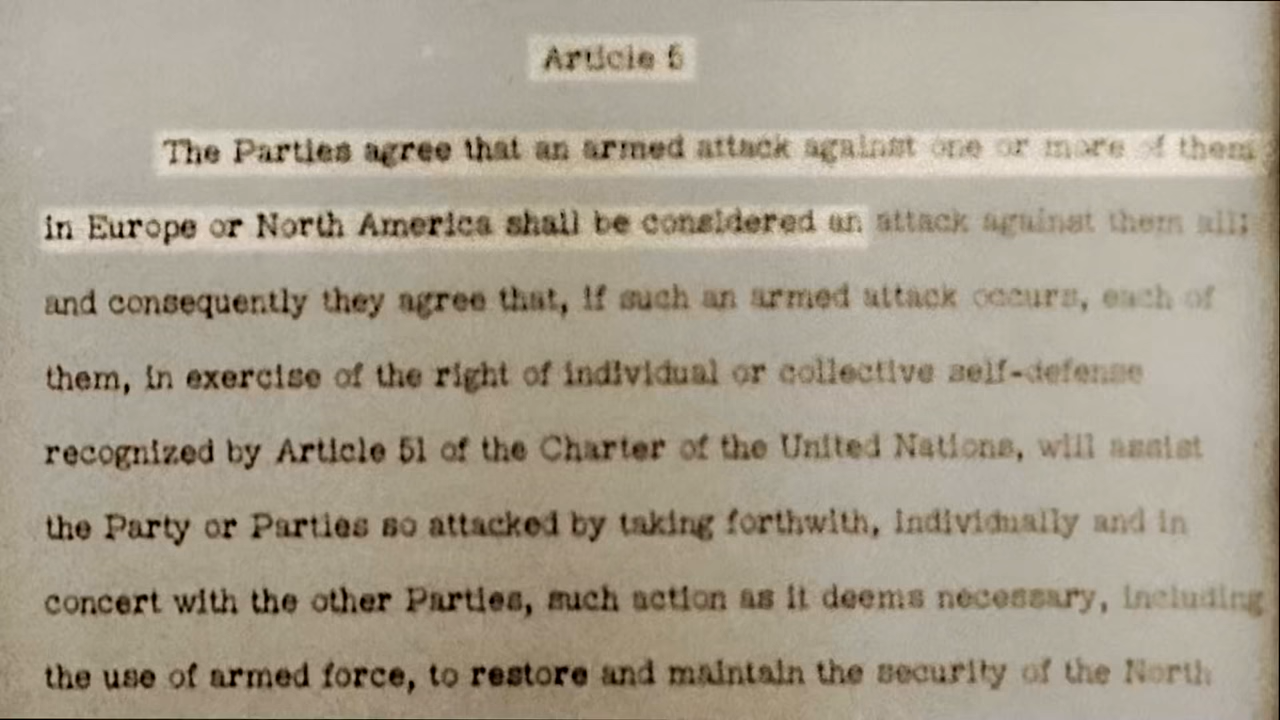 Article 5
The Parties agree that an armed attack against one or more of them
in Europe or North America shall be considered an attack against them all;
and consequently they agree that, if such an armed attack occurs, each of
them, in exercise of the right of individual or collective self-defense
recognized by Article 51 of the Charter of the United Nations, will assist
the Party or Parties so attacked by taking forthwith, individually and in
concert with the other Parties, such action as it deems necessary, including
the use of armed force, to restore and maintain the security of the North